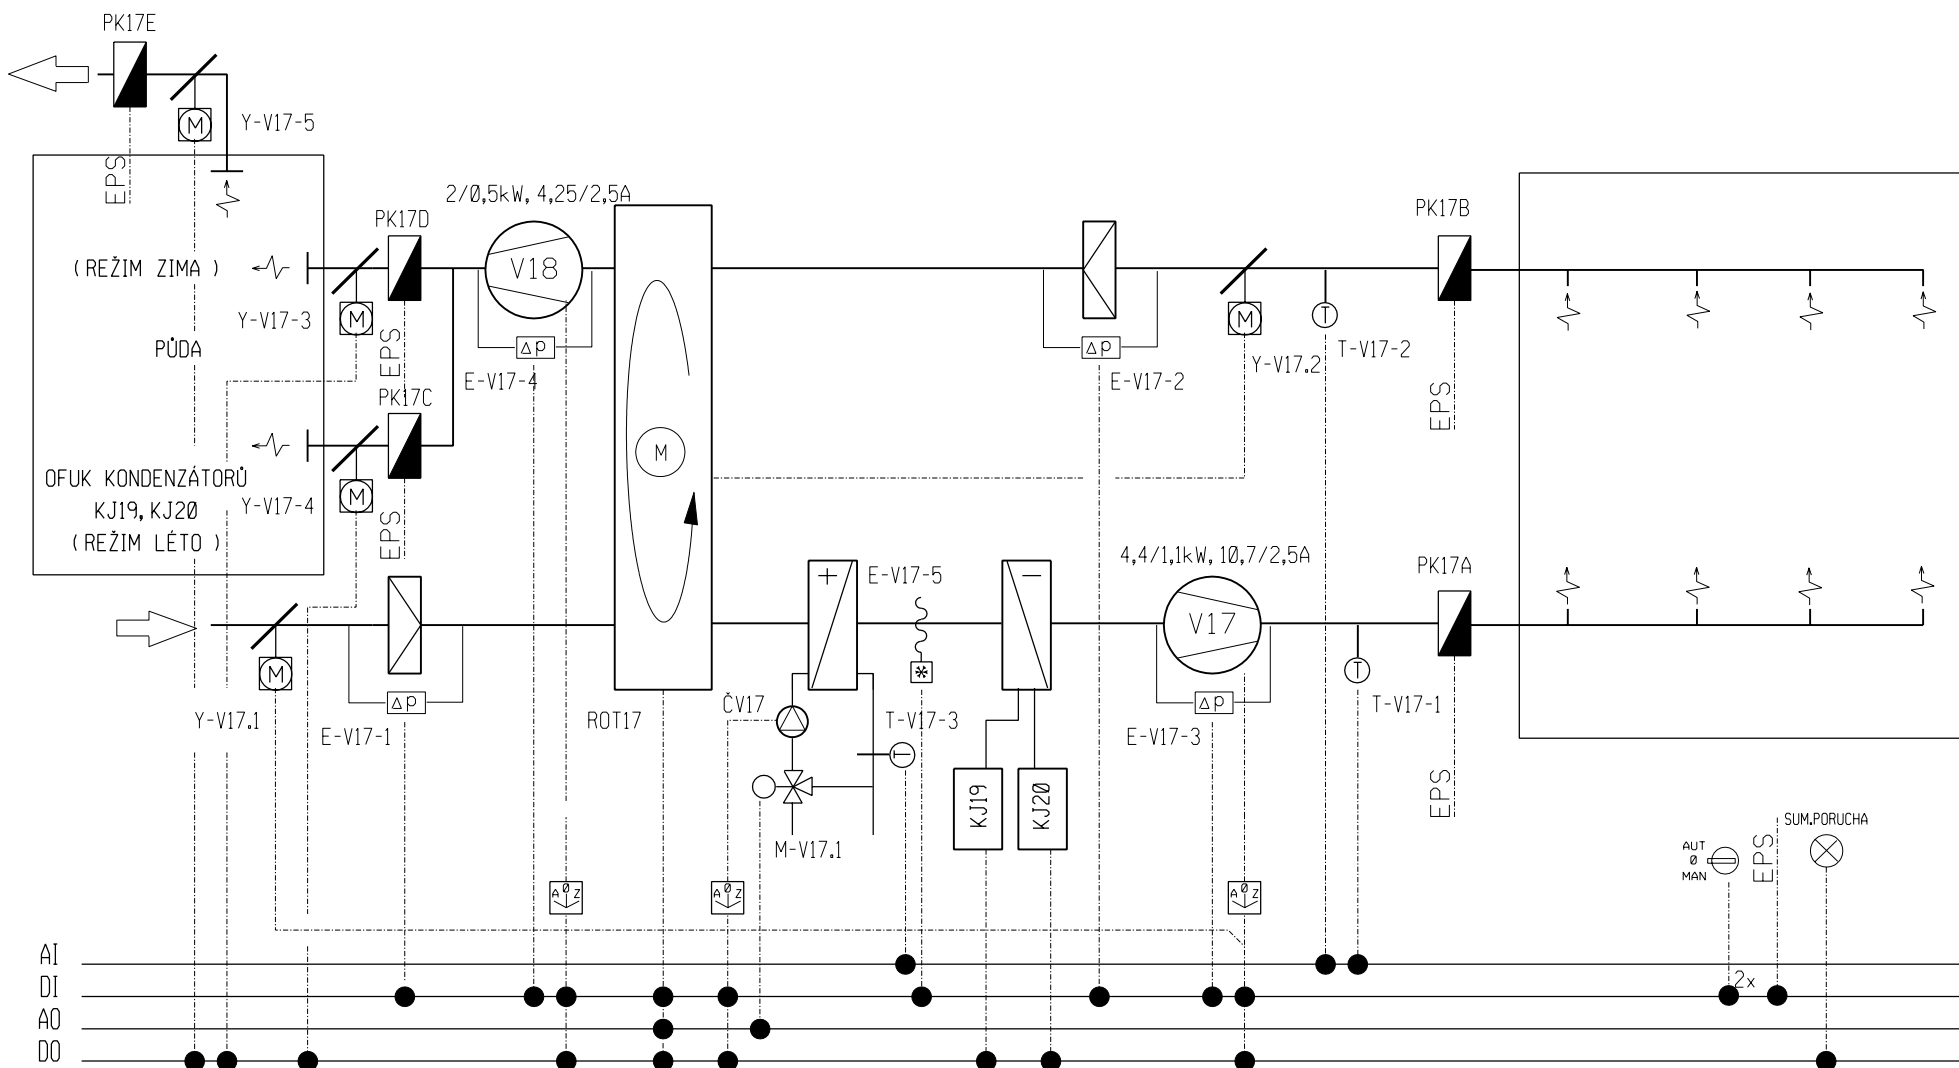 PK17E
M
Y-V17-5
EPS
2/0,5kW, 4,25/2,5A
PK17D
PK17B
( REŽIM ZIMA )
V18
M
Y-V17-3
M
T
PŮDA
EPS
Δp
Δp
T-V17-2
Y-V17.2
E-V17-4
E-V17-2
PK17C
EPS
M
OFUK KONDENZÁTORŮ
KJ19, KJ20
( REŽIM LÉTO )
Y-V17-4
M
EPS
4,4/1,1kW, 10,7/2,5A
PK17A
+
E-V17-5
−
V17
M
T
Δp
Δp
Y-V17.1
E-V17-1
ROT17
ČV17
T-V17-3
E-V17-3
T-V17-1
T
KJ19
KJ20
EPS
M-V17.1
SUM.PORUCHA
AUT
0
MAN
EPS
A 0 Z
A 0 Z
A 0 Z
AI
DI
2x
AO
DO